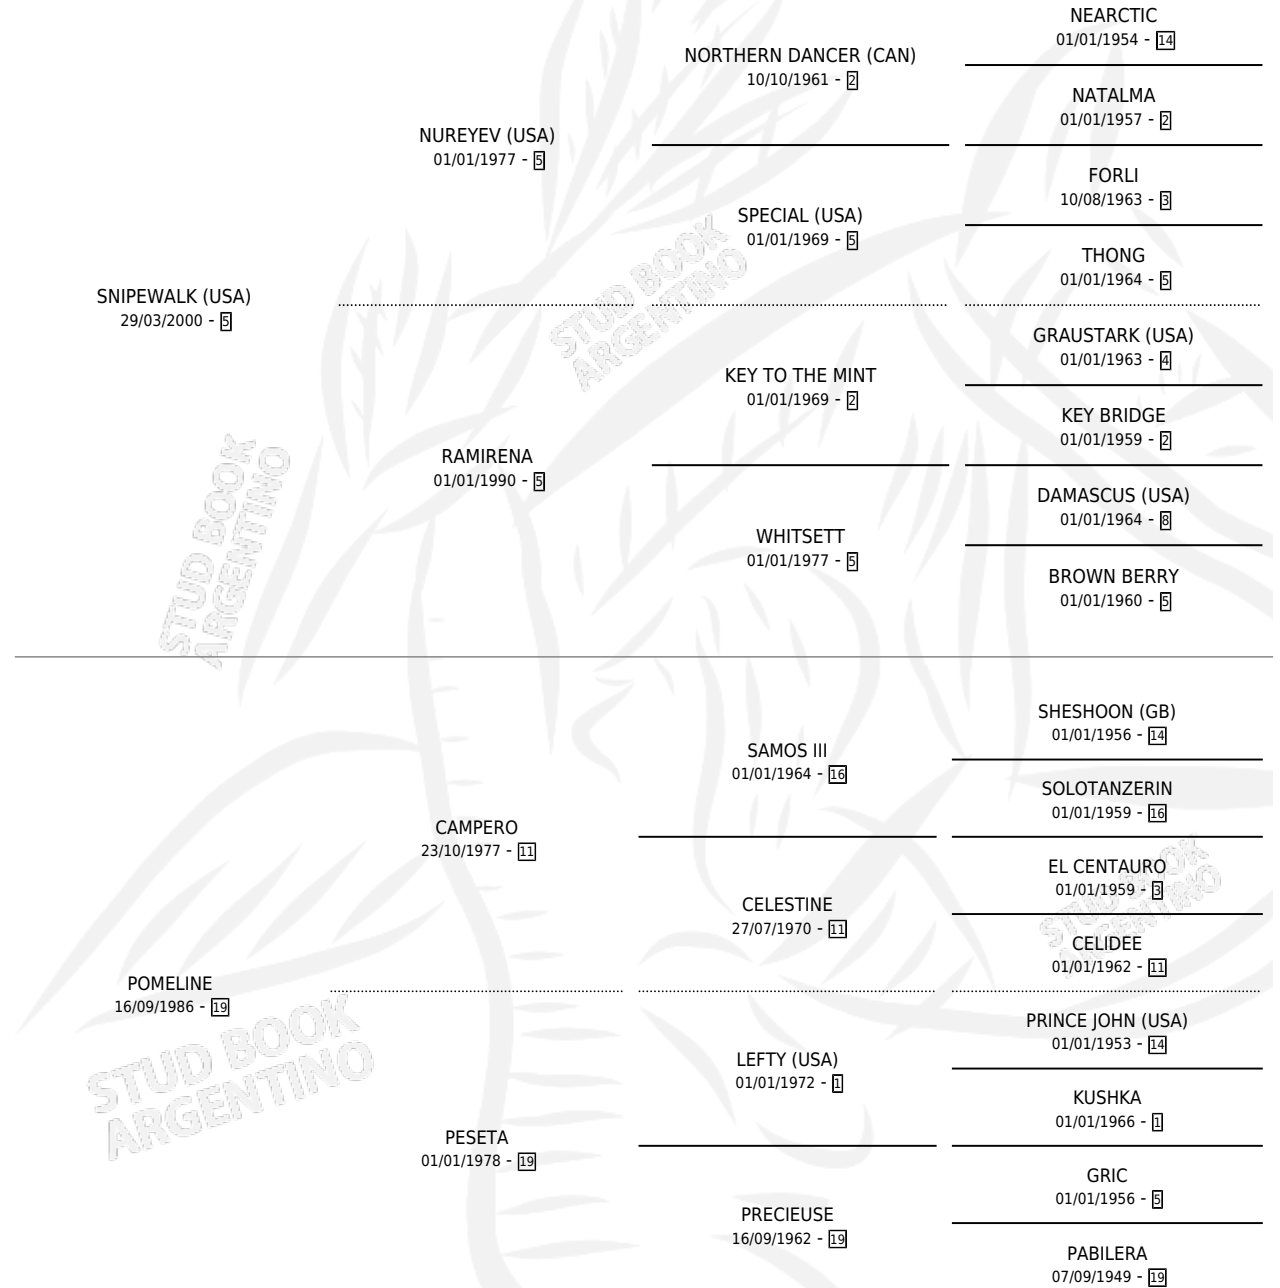 NEARCTIC
01/01/1954 - 14
NORTHERN DANCER (CAN)
10/10/1961 - 2
NATALMA
01/01/1957 - 2
NUREYEV (USA)
01/01/1977 - 5
FORLI
10/08/1963 - 3
SPECIAL (USA)
01/01/1969 - 5
THONG
01/01/1964 - 5
SNIPEWALK (USA)
29/03/2000 - 5
GRAUSTARK (USA)
01/01/1963 - 4
KEY TO THE MINT
01/01/1969 - 2
KEY BRIDGE
01/01/1959 - 2
RAMIRENA
01/01/1990 - 5
DAMASCUS (USA)
01/01/1964 - 8
WHITSETT
01/01/1977 - 5
BROWN BERRY
01/01/1960 - 5
STUD BOOK
ARGENTINO
STUD BOOK
ARGENTINO
SHESHOON (GB)
01/01/1956 - 14
SAMOS III
01/01/1964 - 16
SOLOTANZERIN
01/01/1959 - 16
CAMPERO
23/10/1977 - 11
EL CENTAURO
01/01/1959 - 3
CELESTINE
27/07/1970 - 11
CELIDEE
01/01/1962 - 11
POMELINE
16/09/1986 - 19
PRINCE JOHN (USA)
01/01/1953 - 14
LEFTY (USA)
01/01/1972 - 1
KUSHKA
01/01/1966 - 1
PESETA
01/01/1978 - 19
GRIC
01/01/1956 - 5
PRECIEUSE
16/09/1962 - 19
PABILERA
07/09/1949 - 19
STUD BOOK
ARGENTINO
STUD BOOK
ARGENTINO